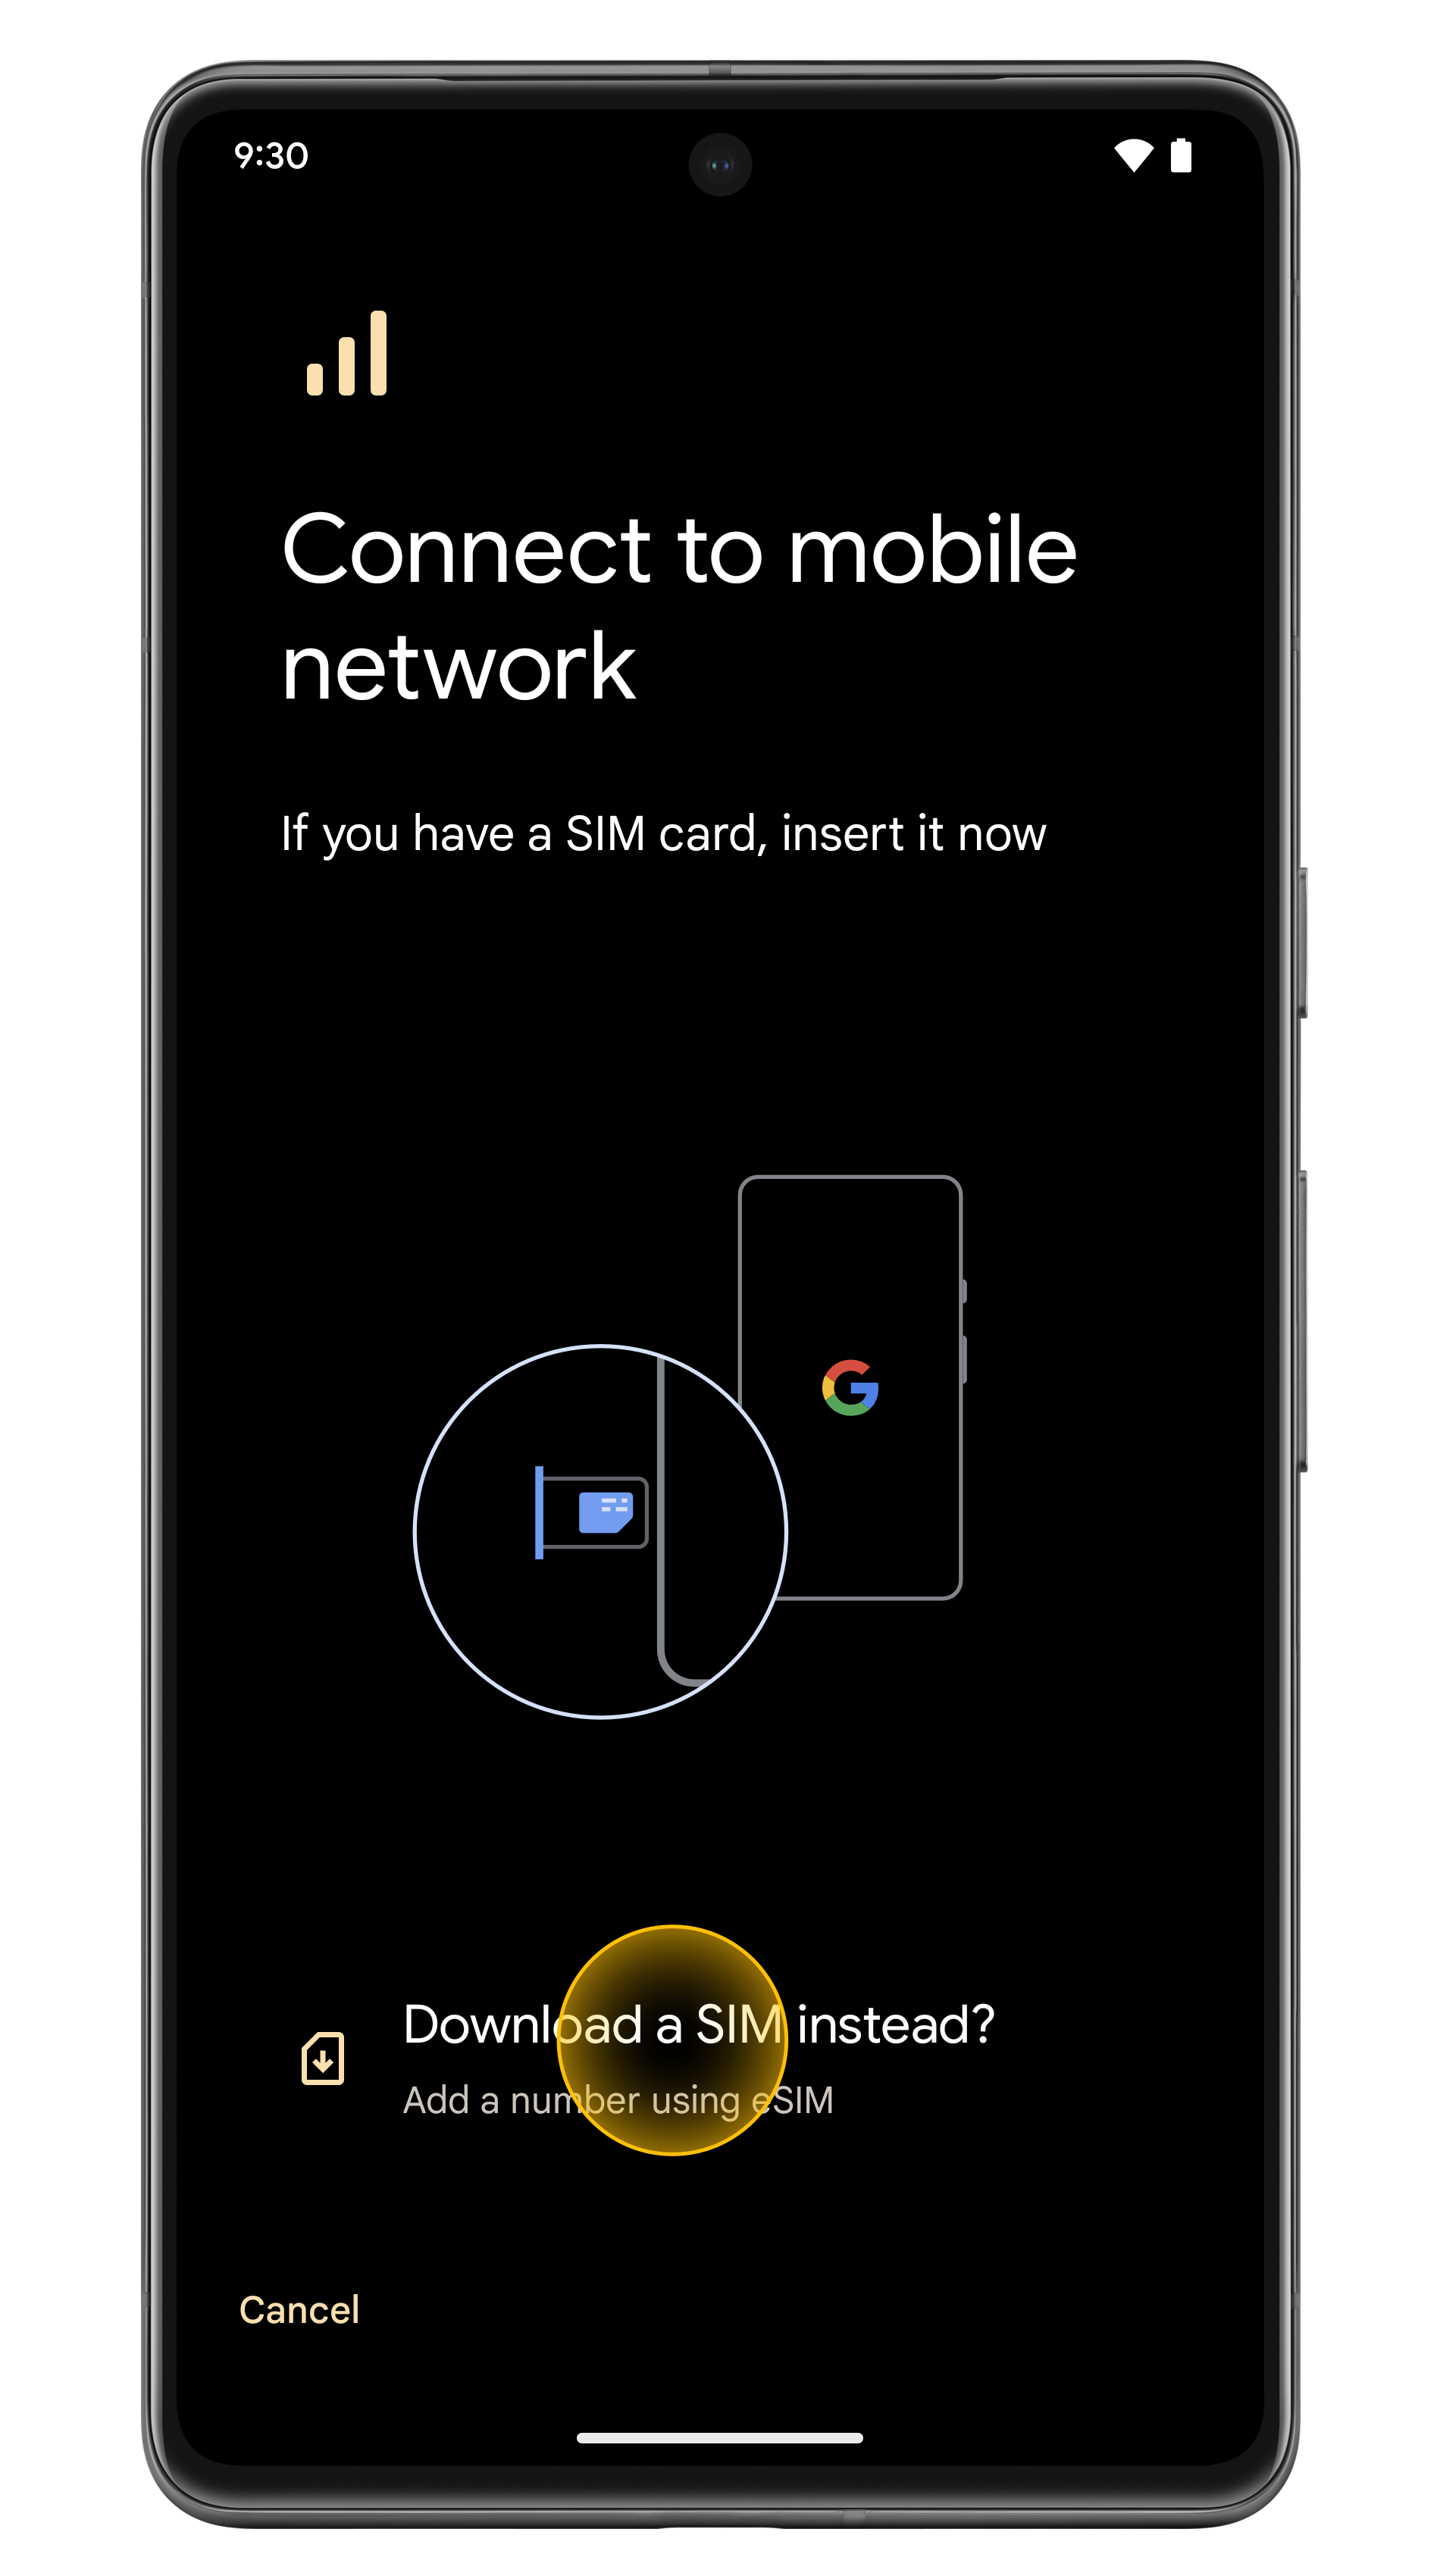 9:30
Connect to mobile
network
If you have a SIM card, insert it now
Download a SIM instead?
Add a number using eSIM
Cancel